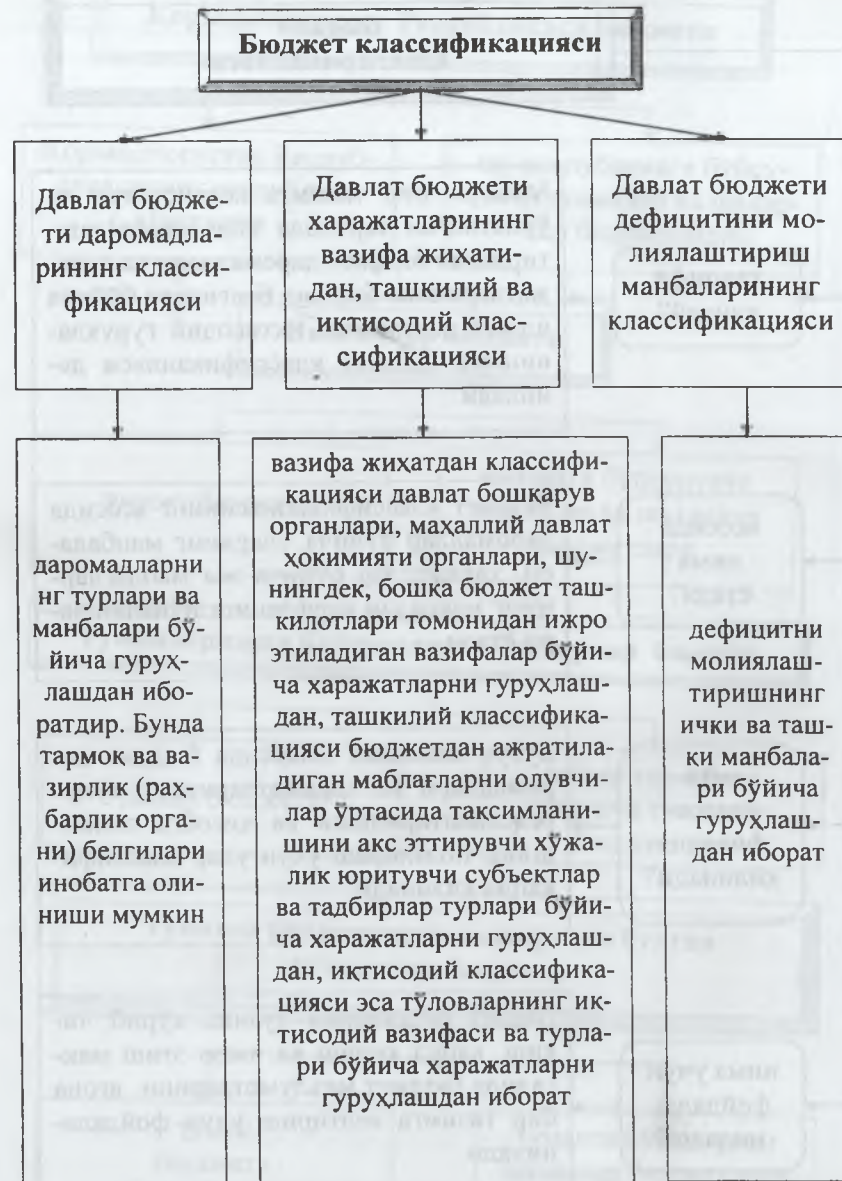 Бюджет классификацияси
Давлат бюдже-
ти даромадла-
рининг класси-
фикацияси
Давлат бюджети
харажатларининг
вазифа жиҳати-
дан, ташкилий ва
иқтисодий клас-
сификацияси
Давлат бюджети
дефицитини мо-
лиялаштириш
манбаларининг
классификацияси
даромадларни
нг турлари ва
манбалари бў-
йича гуруҳ-
лашдан ибо-
ратдир. Бунда
тармок ва ва-
зирлик (раҳ-
барлик орга-
ни) белгилари
инобатга оли-
ниши мумкин
вазифа жиҳатдан классифи-
кацияси давлат бошқарув
органлари, маҳаллий давлат
ҳокимияти органлари, шу-
нингдек, бошка бюджет таш-
килотлари томонидан ижро
этиладиган вазифалар бўйи-
ча харажатларни гуруҳлаш-
дан, ташкилий классифика-
цияси бюджетдан ажратила-
диган маблағларни олувчи-
лар ўртасида таксимлани-
шини акс эттирувчи хўжа-
лик юритувчи субъектлар
ва тадбирлар турлари бўйи-
ча харажатларни гуруҳлаш-
дан, иқтисодий классифика-
цияси эса тўловларнинг иқ-
тисодий вазифаси ва турла-
ри бўйича харажатларни
гуруҳлашдан иборат
дефицитни
молиялаш-
тиришнинг
ички ва таш-
ки манбала-
ри бўйича
гуруҳлаш-
дан иборат